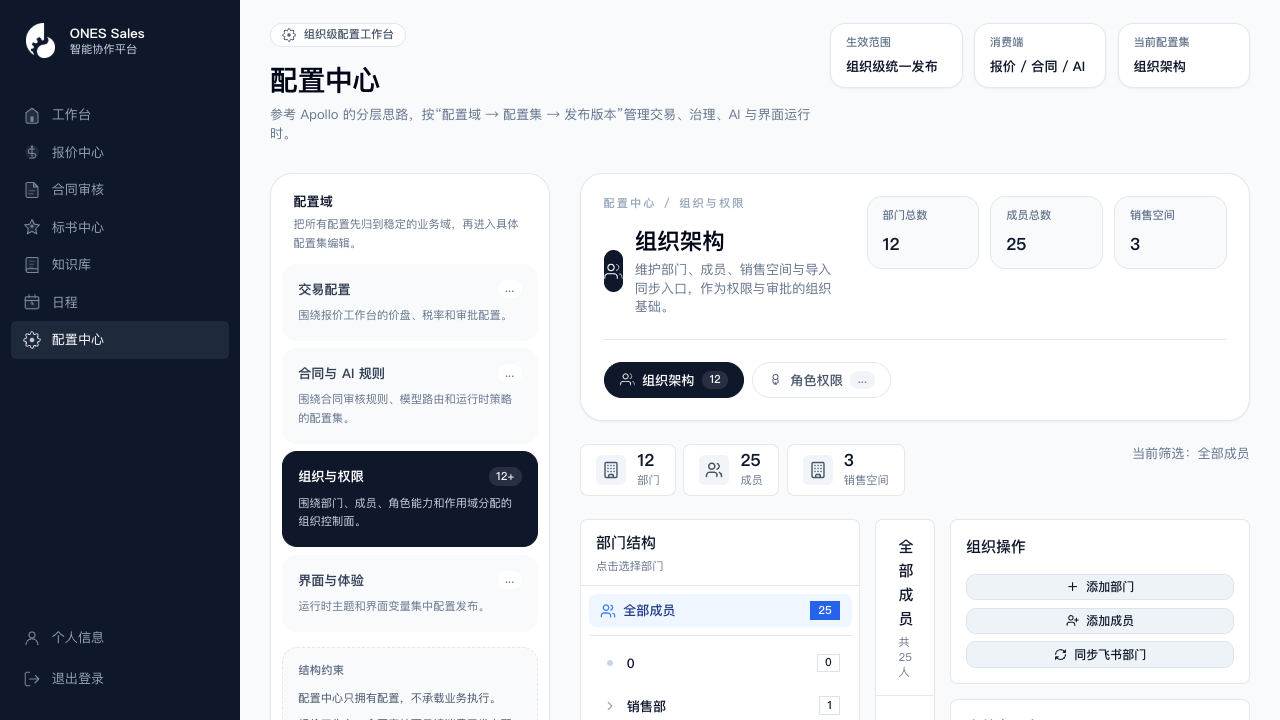 ONES Sales
智能协作平台
工作台
报价中心
合同审核
标书中心
知识库
日程
配置中心
个人信息
退出登录
组织级配置工作台
配置中心
参考 Apollo 的分层思路，按“配置域 → 配置集 → 发布版本”管理交易、治理、AI 与界面运行
时。
生效范围
组织级统一发布
消费端
报价 / 合同 / AI
当前配置集
组织架构
配置域
把所有配置先归到稳定的业务域，再进入具体
配置集编辑。
交易配置
...
围绕报价工作台的价盘、税率和审批配置。
合同与 AI 规则
...
围绕合同审核规则、模型路由和运行时策略
的配置集。
组织与权限
12+
围绕部门、成员、角色能力和作用域分配的
组织控制面。
界面与体验
...
运行时主题和界面变量集中配置发布。
结构约束
配置中心只拥有配置，不承载业务执行。
配置中心 / 组织与权限
组织架构
维护部门、成员、销售空间与导入
同步入口，作为权限与审批的组织
基础。
部门总数
12
成员总数
25
销售空间
3
组织架构 12
角色权限 ...
12
部门
25
成员
3
销售空间
当前筛选：全部成员
部门结构
点击选择部门
全部成员
25
0
0
销售部
1
全
部
成
员
共
25
人
组织操作
添加部门
添加成员
同步飞书部门